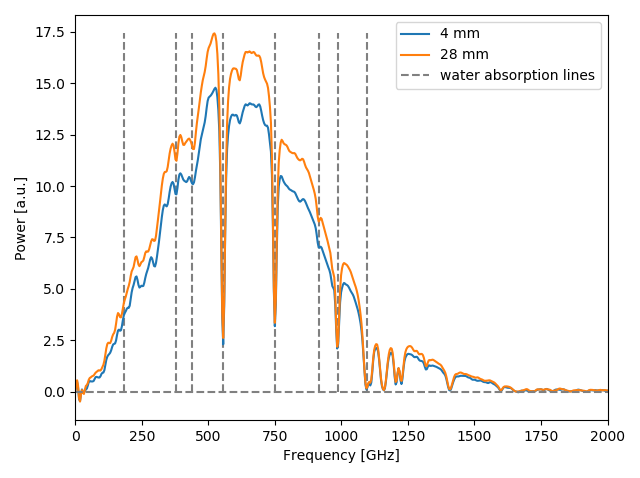 17.5
15.0
12.5
10.0
7.5
5.0
2.5
0.0
Power [a.u.]
4 mm
28 mm
water absorption lines
0 250 500 750 1000 1250 1500 1750 2000
Frequency [GHz]